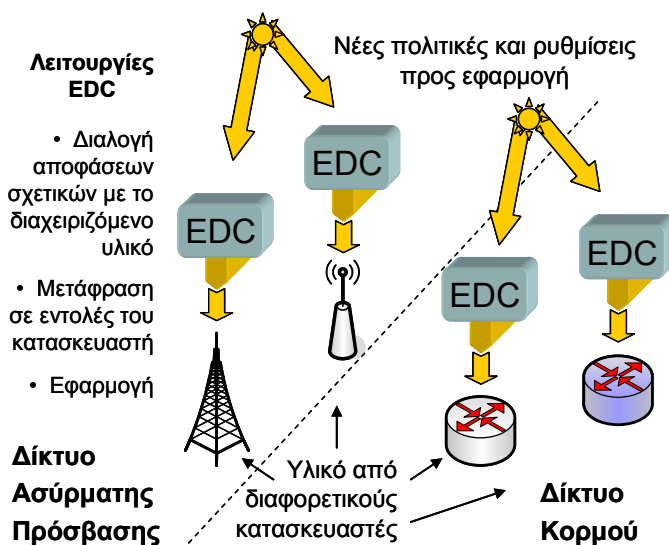 Λειτουργίες
EDC
• Διαλογή
αποφάσεων
σχετικών με το
διαχειριζόμενο
υλικό
• Μετάφραση
σε εντολές του
κατασκευαστή
• Εφαρμογή
Νέες πολιτικές και ρυθμίσεις
προς εφαρμογή
EDC
EDC
EDC
EDC
Δίκτυο
Ασύρματης
Πρόσβασης
Υλικό από
διαφορετικούς
κατασκευαστές
Δίκτυο
Κορμού